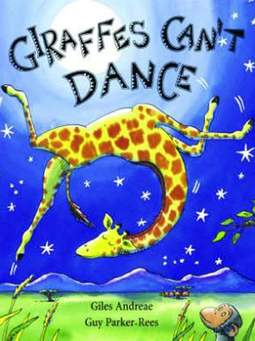 GIRAFFES CAN'T
DANCE
Giles Andreae
Guy Parker-Rees